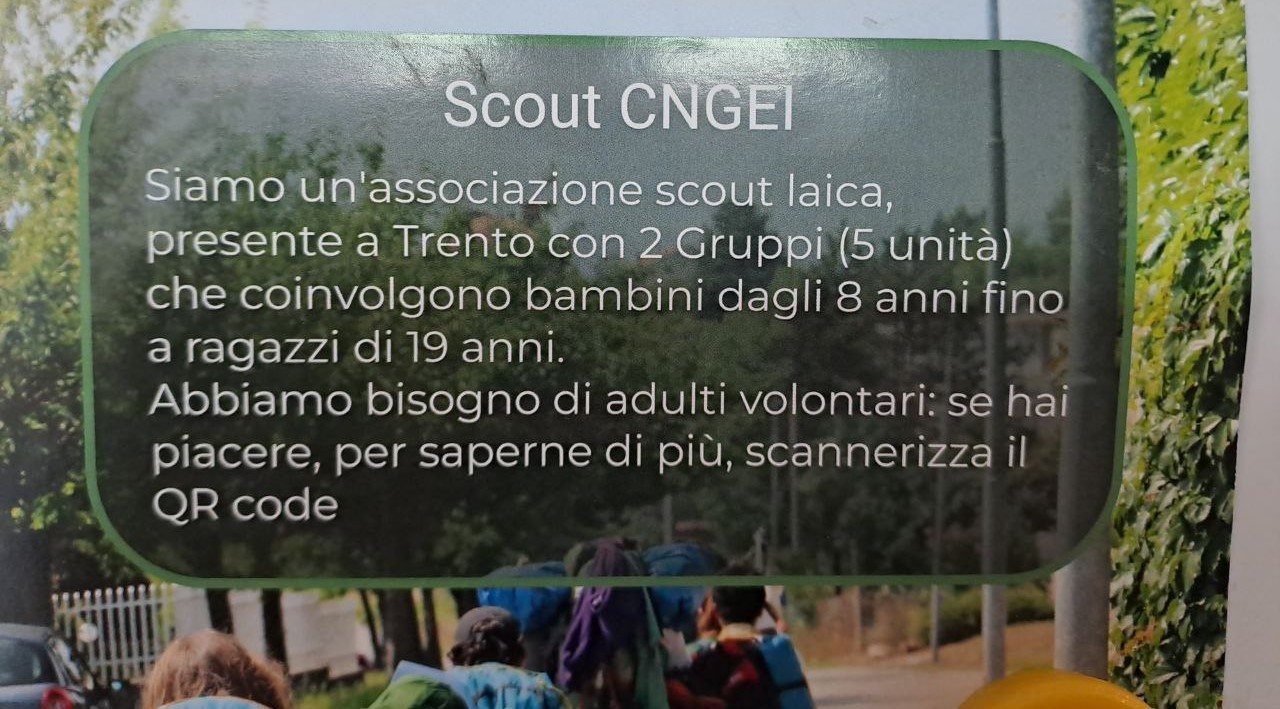 Scout CNGEI
Siamo un'associazione scout laica,
presente a Trento con 2 Gruppi (5 unità)
che coinvolgono bambini dagli 8 anni fino
a ragazzi di 19 anni.
Abbiamo bisogno di adulti volontari: se hai
piacere, per saperne di più, scannerizza il
QR code